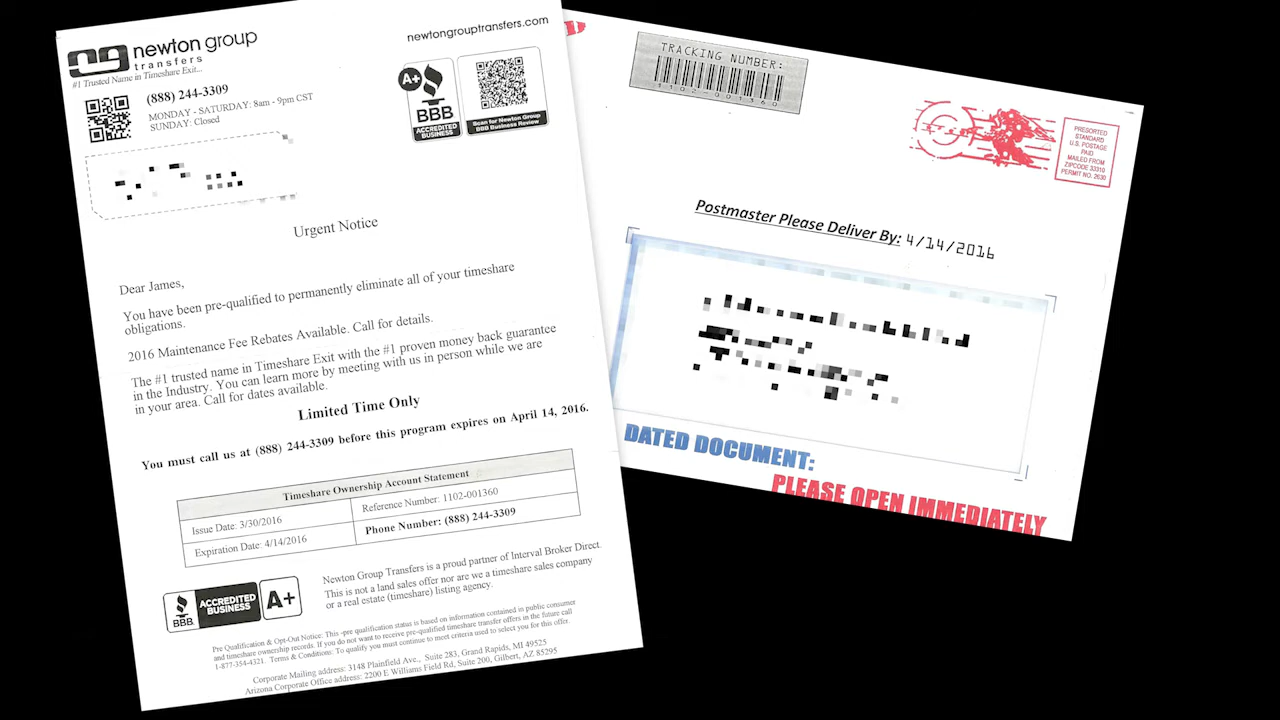 newton group
transfers
#1 Trusted Name in Timeshare Exit...
newtongrouptransfers.com
(888) 244-3309
MONDAY - SATURDAY: 8am - 9pm CST
SUNDAY: Closed
A+
BBB
ACCREDITED
BUSINESS
Scan for Newton Group
BBB Business Review
Urgent Notice
Dear James,
You have been pre-qualified to permanently eliminate all of your timeshare
obligations.
2016 Maintenance Fee Rebates Available. Call for details.
The #1 trusted name in Timeshare Exit with the #1 proven money back guarantee
in the Industry. You can learn more by meeting with us in person while we are
in your area. Call for dates available.
Limited Time Only
You must call us at (888) 244-3309 before this program expires on April 14, 2016.
Timeshare Ownership Account Statement
Issue Date: 3/30/2016
Reference Number: 1102-001360
Expiration Date: 4/14/2016
Phone Number: (888) 244-3309
BBB
ACCREDITED
BUSINESS
A+
Newton Group Transfers is a proud partner of Interval Broker Direct.
This is not a land sales offer nor are we a timeshare sales company
or a real estate (timeshare) listing agency.
Pre Qualification & Opt-Out Notice: This -pre qualification status is based on information contained in public consumer
and timeshare ownership records. If you do not want to receive pre-qualified timeshare transfer offers in the future call
1-877-354-4321. Terms & Conditions: To qualify you must continue to meet criteria used to select you for this offer.
Corporate Mailing address: 3148 Plainfield Ave., Suite 283, Grand Rapids, MI 49525
Arizona Corporate Office address: 2200 E Williams Field Rd, Suite 200, Gilbert, AZ 85295
TRACKING NUMBER:
1102-001360
PRESORTED
STANDARD
U.S. POSTAGE
PAID
MAILED FROM
ZIPCODE 33310
PERMIT NO. 2630
Postmaster Please Deliver By: 4/14/2016
DATED DOCUMENT:
PLEASE OPEN IMMEDIATELY